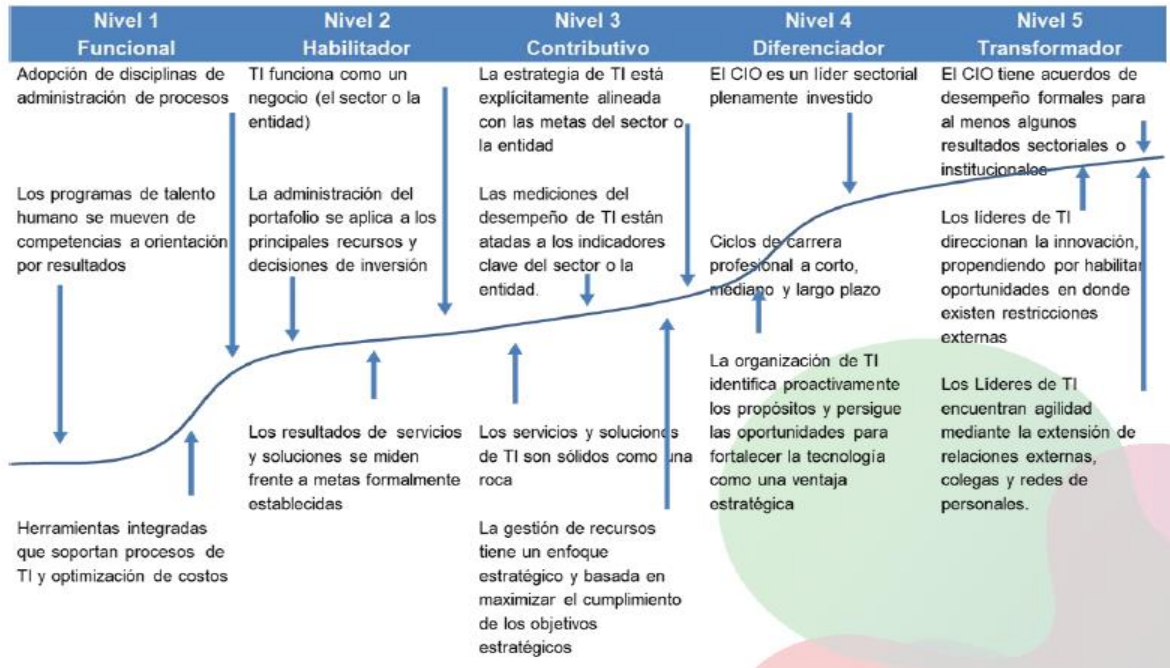 Nivel 1
Funcional
Nivel 2
Habilitador
Nivel 3
Contributivo
Nivel 4
Diferenciador
Nivel 5
Transformador
Adopción de disciplinas de
administración de procesos
Los programas de talento
humano se mueven de
competencias a orientación
por resultados
Herramientas integradas
que soportan procesos de
TI y optimización de costos
TI funciona como un
negocio (el sector o la
entidad)
La administración del
portafolio se aplica a los
principales recursos y
decisiones de inversión
Los resultados de servicios
y soluciones se miden
frente a metas formalmente
establecidas
La estrategia de TI está
explícitamente alineada
con las metas del sector o
la entidad
Las mediciones del
desempeño de TI están
atadas a los indicadores
clave del sector o la
entidad.
Los servicios y soluciones
de TI son sólidos como una
roca
La gestión de recursos
tiene un enfoque
estratégico y basada en
maximizar el cumplimiento
de los objetivos
estratégicos
El CIO es un líder sectorial
plenamente investido
Ciclos de carrera
profesional a corto,
mediano y largo plazo
La organización de TI
identifica proactivamente
los propósitos y persigue
las oportunidades para
fortalecer la tecnología
como una ventaja
estratégica
El CIO tiene acuerdos de
desempeño formales para
al menos algunos
resultados sectoriales o
institucionales
Los líderes de TI
direccionan la innovación,
propendiendo por habilitar
oportunidades en donde
existen restricciones
externas
Los Líderes de TI
encuentran agilidad
mediante la extensión de
relaciones externas,
colegas y redes de
personales.